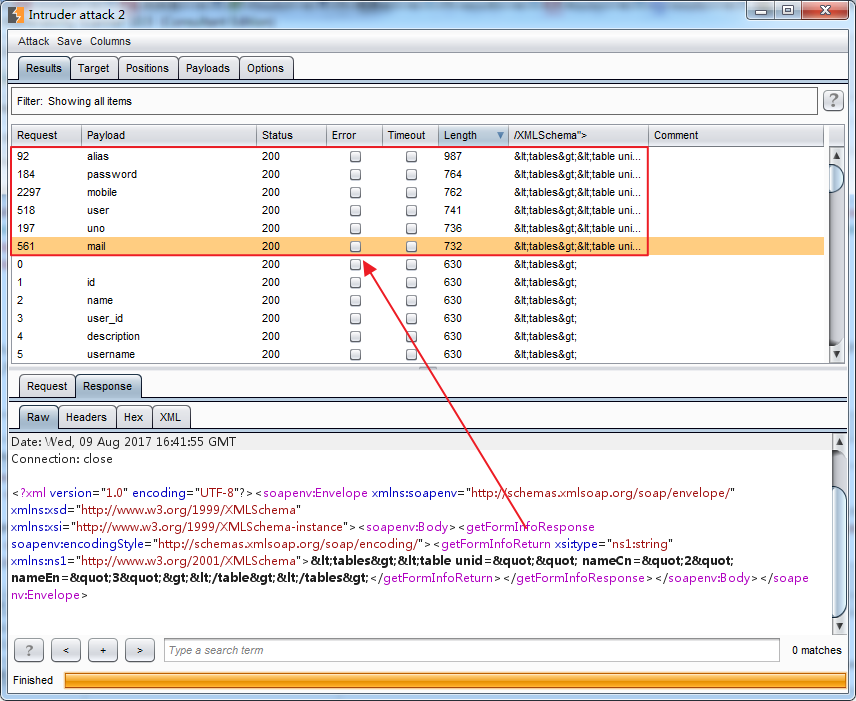 Intruder attack 2
Attack Save Columns
Results Target Positions Payloads Options
Filter: Showing all items ?
Request Payload Status Error Timeout Length /XMLSchema"> Comment
92 alias 200 987 &lt;tables&gt;&lt;table uni...
184 password 200 764 &lt;tables&gt;&lt;table uni...
2297 mobile 200 762 &lt;tables&gt;&lt;table uni...
518 user 200 741 &lt;tables&gt;&lt;table uni...
197 uno 200 736 &lt;tables&gt;&lt;table uni...
561 mail 200 732 &lt;tables&gt;&lt;table uni...
0 200 630 &lt;tables&gt;
1 id 200 630 &lt;tables&gt;
2 name 200 630 &lt;tables&gt;
3 user_id 200 630 &lt;tables&gt;
4 description 200 630 &lt;tables&gt;
5 username 200 630 &lt;tables&gt;
Request Response
Raw Headers Hex XML
Date: Wed, 09 Aug 2017 16:41:55 GMT
Connection: close
<?xml version="1.0" encoding="UTF-8"?><soapenv:Envelope xmlns:soapenv="http://schemas.xmlsoap.org/soap/envelope/"
xmlns:xsd="http://www.w3.org/1999/XMLSchema"
xmlns:xsi="http://www.w3.org/1999/XMLSchema-instance"><soapenv:Body><getFormInfoResponse
soapenv:encodingStyle="http://schemas.xmlsoap.org/soap/encoding/"><getFormInfoReturn xsi:type="ns1:string"
xmlns:ns1="http://www.w3.org/2001/XMLSchema">&lt;tables&gt;&lt;table unid=&quot;&quot; nameCn=&quot;2&quot;
nameEn=&quot;3&quot;&gt;&lt;/table&gt;&lt;/tables&gt;</getFormInfoReturn></getFormInfoResponse></soapenv:Body></soape
nv:Envelope>
? < + > Type a search term 0 matches
Finished